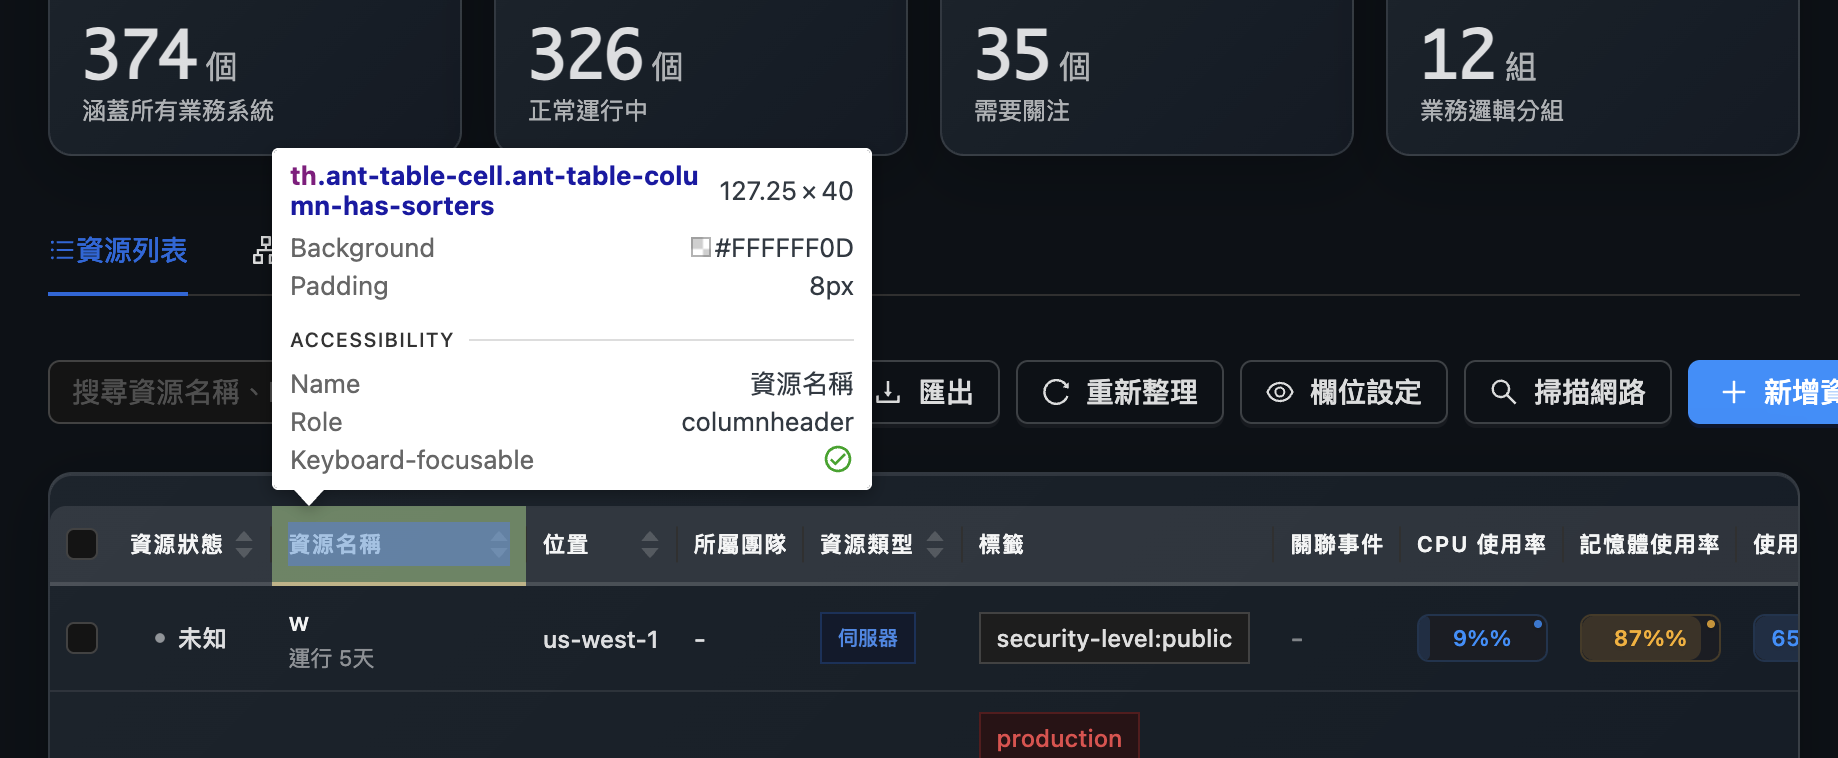 374 個
涵蓋所有業務系統
326 個
正常運行中
35 個
需要關注
12 組
業務邏輯分組
th.ant-table-cell.ant-table-colu
mn-has-sorters
127.25 × 40
Background #FFFFFF0D
Padding 8px
ACCESSIBILITY
Name 資源名稱
Role columnheader
Keyboard-focusable
資源列表
搜尋資源名稱、
匯出
重新整理
欄位設定
掃描網路
新增資
資源狀態 資源名稱 位置 所屬團隊 資源類型 標籤 關聯事件 CPU 使用率 記憶體使用率 使用
未知 w us-west-1 - 伺服器 security-level:public - 9%% 87%% 65
運行 5天
production